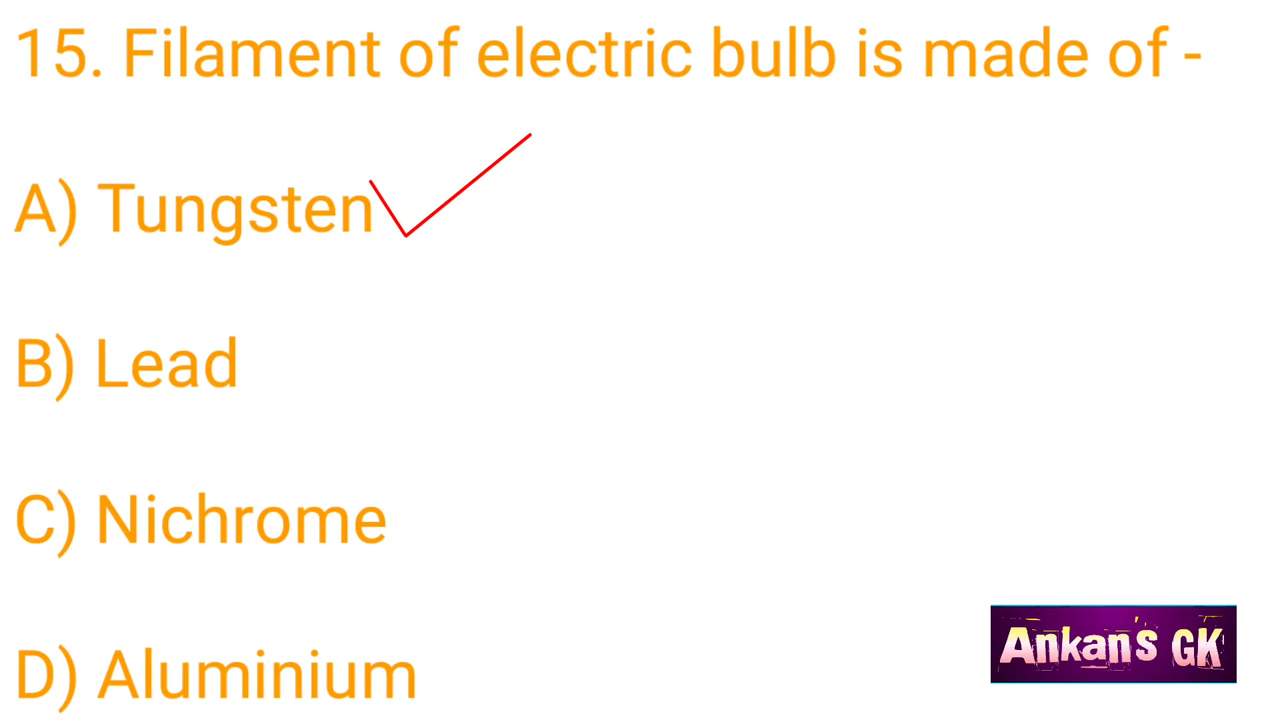 15. Filament of electric bulb is made of -
A) Tungsten
B) Lead
C) Nichrome
D) Aluminium
Ankan's GK